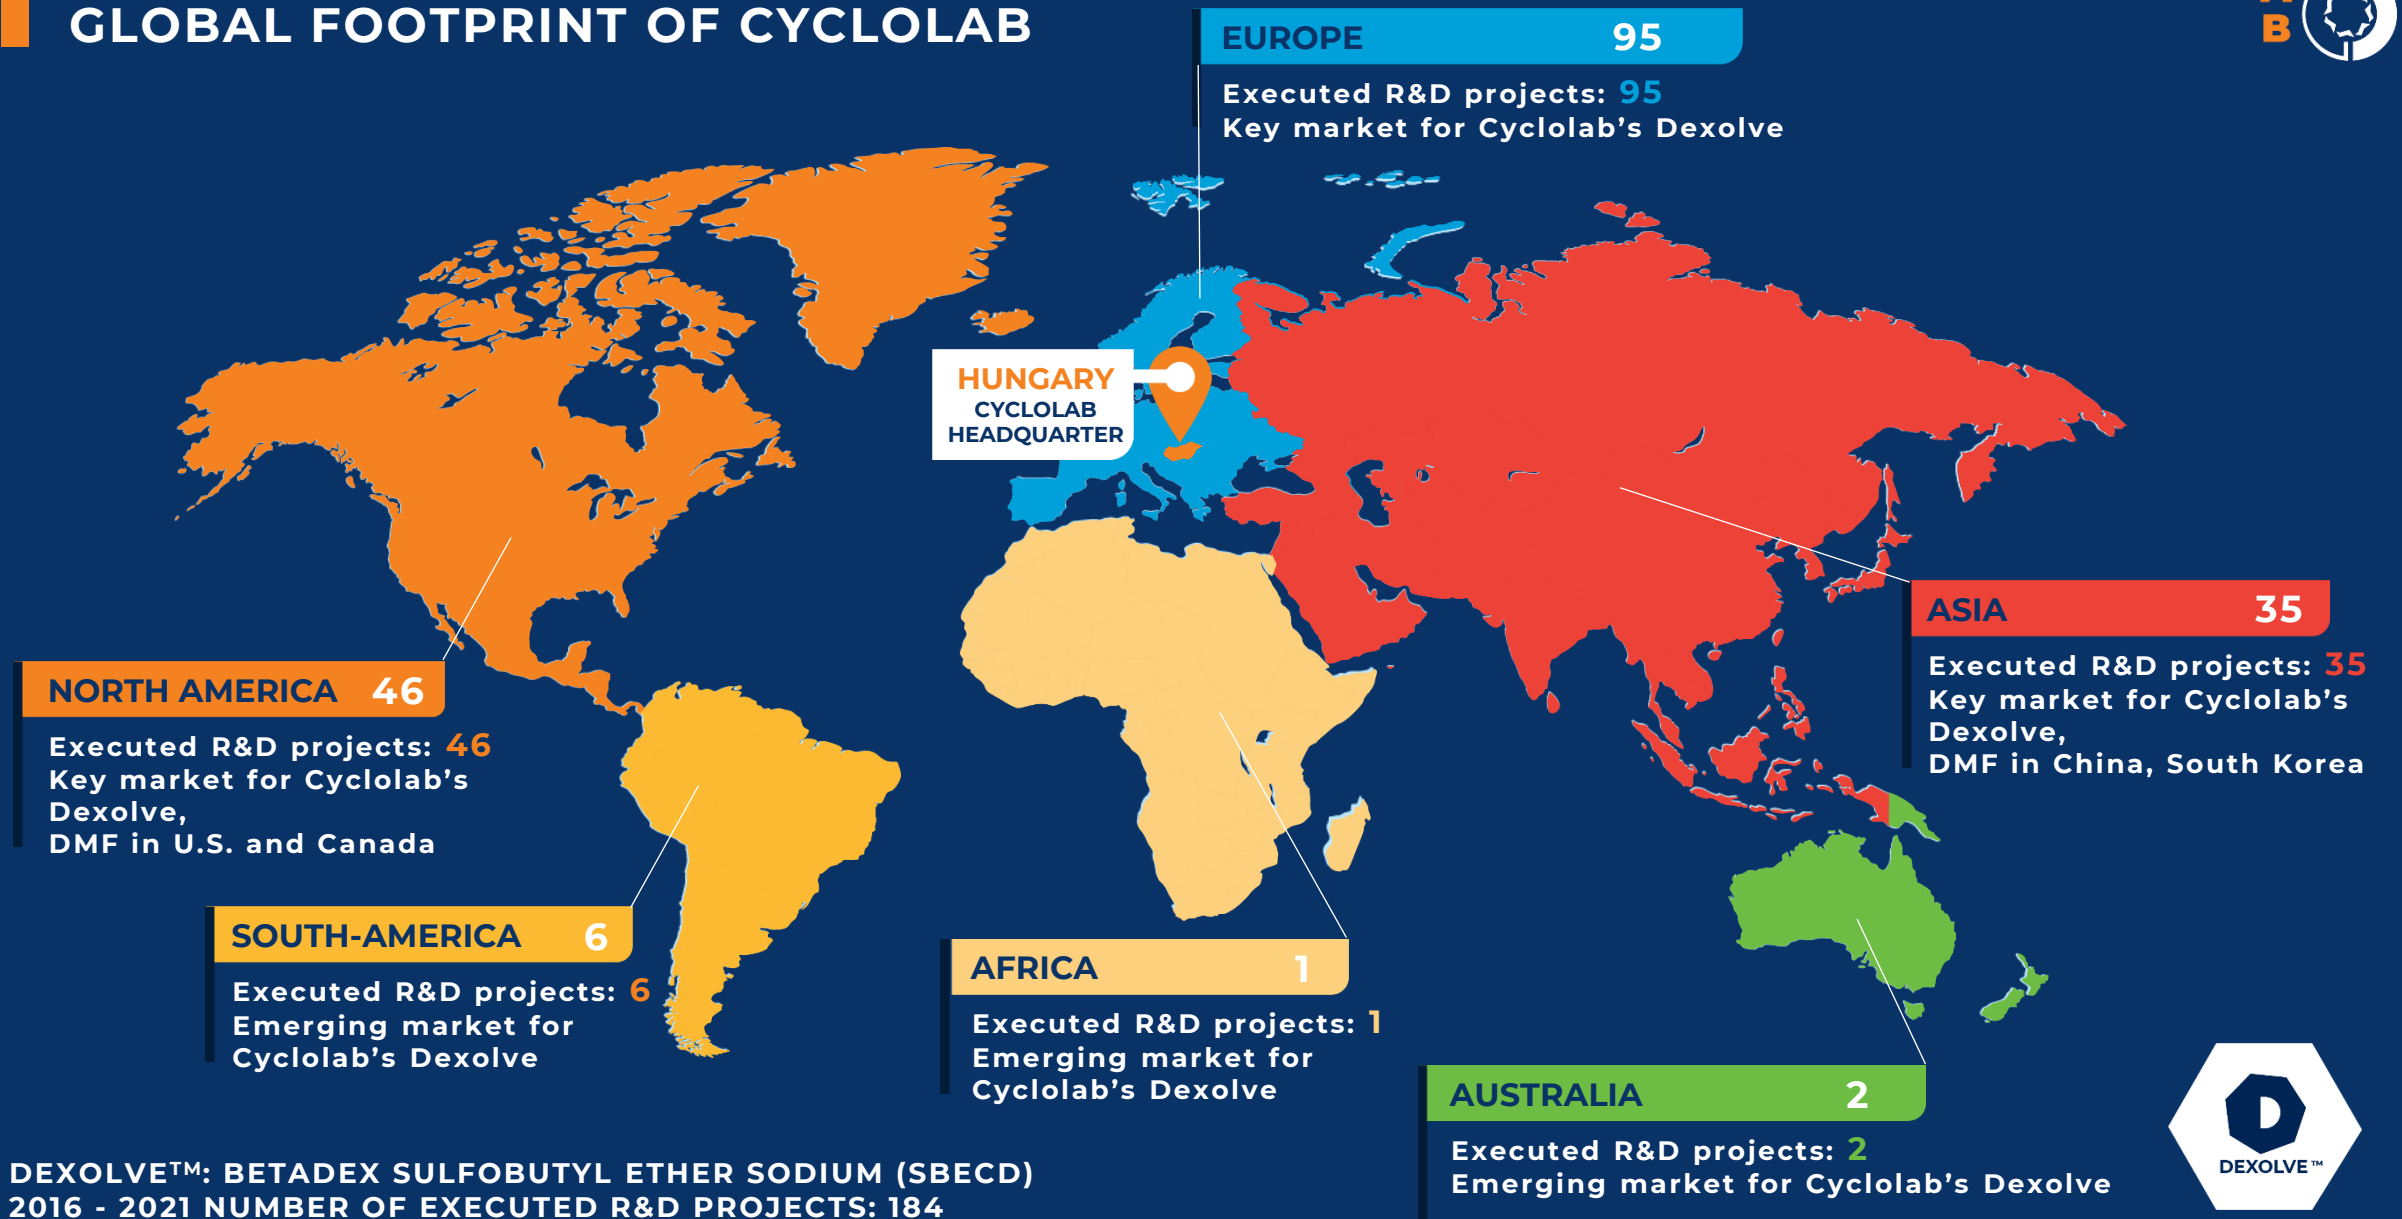 GLOBAL FOOTPRINT OF CYCLOLAB
B
EUROPE 95
Executed R&D projects: 95
Key market for Cyclolab's Dexolve
HUNGARY
CYCLOLAB
HEADQUARTER
ASIA 35
Executed R&D projects: 35
Key market for Cyclolab's
Dexolve,
DMF in China, South Korea
NORTH AMERICA 46
Executed R&D projects: 46
Key market for Cyclolab's
Dexolve,
DMF in U.S. and Canada
SOUTH-AMERICA 6
Executed R&D projects: 6
Emerging market for
Cyclolab's Dexolve
AFRICA 1
Executed R&D projects: 1
Emerging market for
Cyclolab's Dexolve
AUSTRALIA 2
Executed R&D projects: 2
Emerging market for Cyclolab's Dexolve
D
DEXOLVE™
DEXOLVE™: BETADEX SULFOBUTYL ETHER SODIUM (SBECD)
2016 - 2021 NUMBER OF EXECUTED R&D PROJECTS: 184